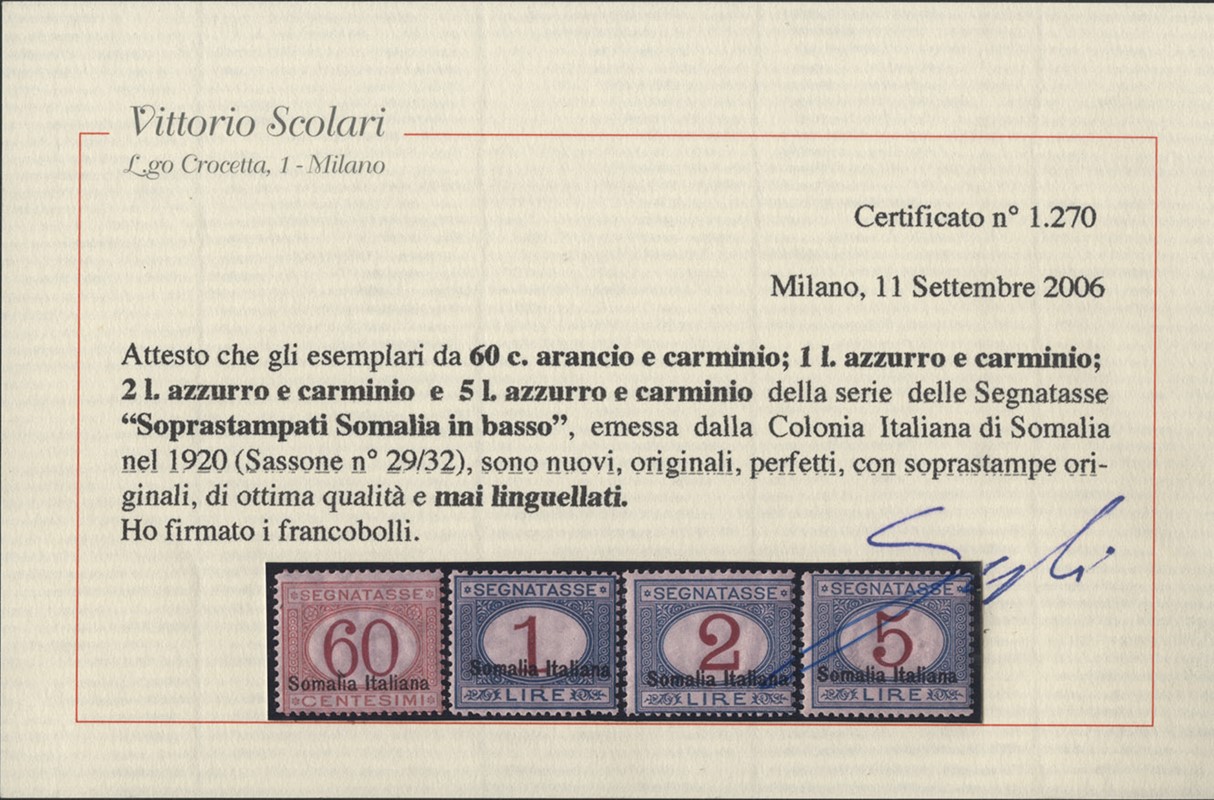 Vittorio Scolari
L.go Crocetta, 1 - Milano
Certificato n° 1.270
Milano, 11 Settembre 2006
Attesto che gli esemplari da 60 c. arancio e carminio; 1 l. azzurro e carminio;
2 l. azzurro e carminio e 5 l. azzurro e carminio della serie delle Segnatasse
“Soprastampati Somalia in basso”, emessa dalla Colonia Italiana di Somalia
nel 1920 (Sassone n° 29/32), sono nuovi, originali, perfetti, con soprastampe ori-
ginali, di ottima qualità e mai linguellati.
Ho firmato i francobolli.
SEGNATASSE
60
Somalia Italiana
CENTESIMI
SEGNATASSE
1
Somalia Italiana
LIRE
SEGNATASSE
2
Somalia Italiana
LIRE
SEGNATASSE
5
Somalia Italiana
LIRE